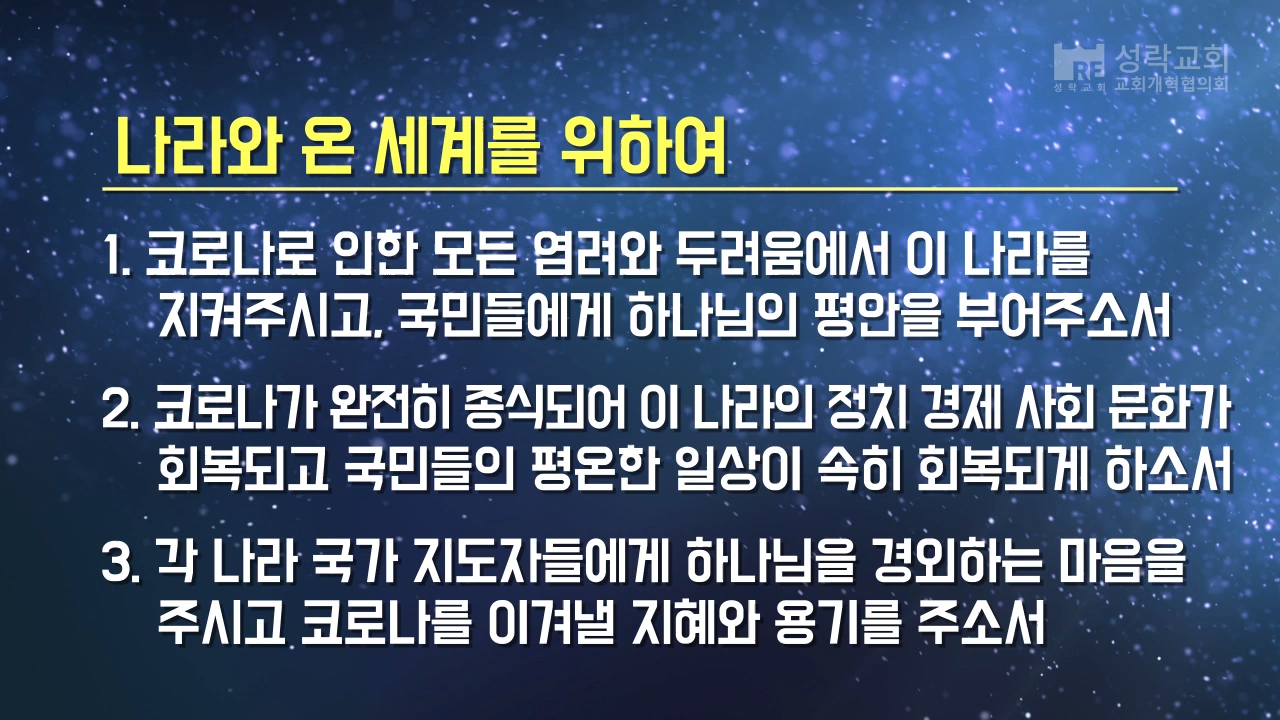 성락교회
RE
성락교회 교회개혁협의회
나라와 온 세계를 위하여
1. 코로나로 인한 모든 염려와 두려움에서 이 나라를
지켜주시고, 국민들에게 하나님의 평안을 부어주소서
2. 코로나가 완전히 종식되어 이 나라의 정치 경제 사회 문화가
회복되고 국민들의 평온한 일상이 속히 회복되게 하소서
3. 각 나라 국가 지도자들에게 하나님을 경외하는 마음을
주시고 코로나를 이겨낼 지혜와 용기를 주소서